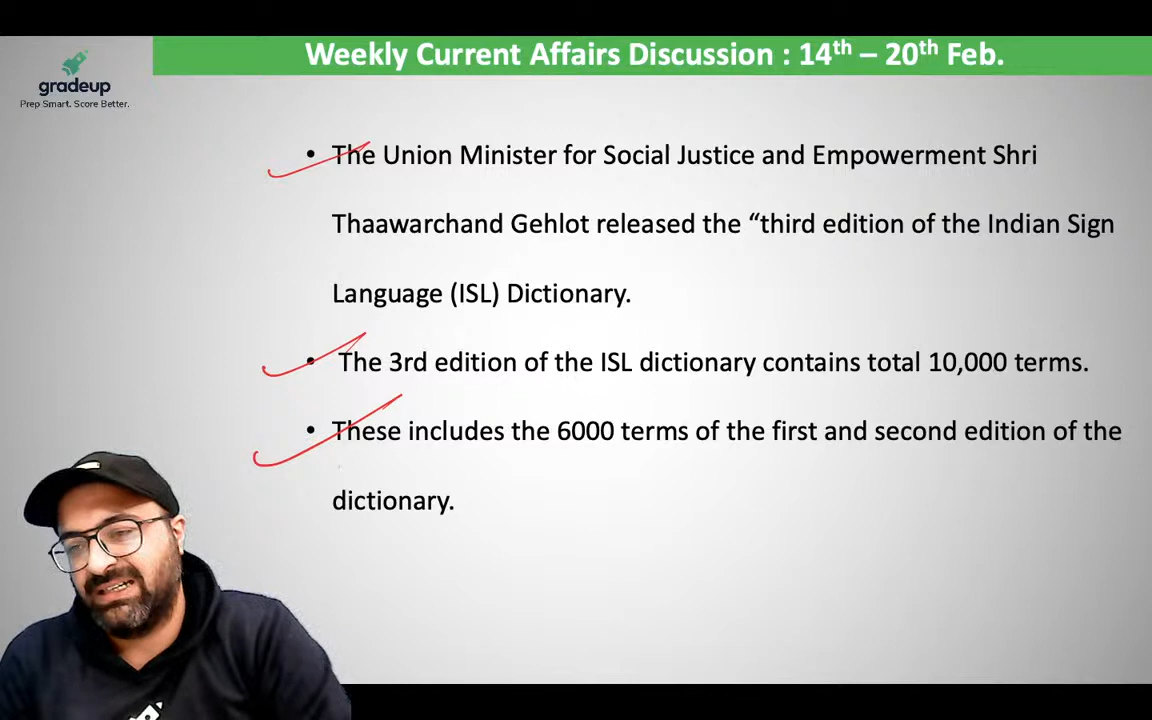 Weekly Current Affairs Discussion : 14th – 20th Feb.
gradeup
Prep Smart. Score Better.
• The Union Minister for Social Justice and Empowerment Shri
Thaawarchand Gehlot released the “third edition of the Indian Sign
Language (ISL) Dictionary.
• The 3rd edition of the ISL dictionary contains total 10,000 terms.
• These includes the 6000 terms of the first and second edition of the
dictionary.